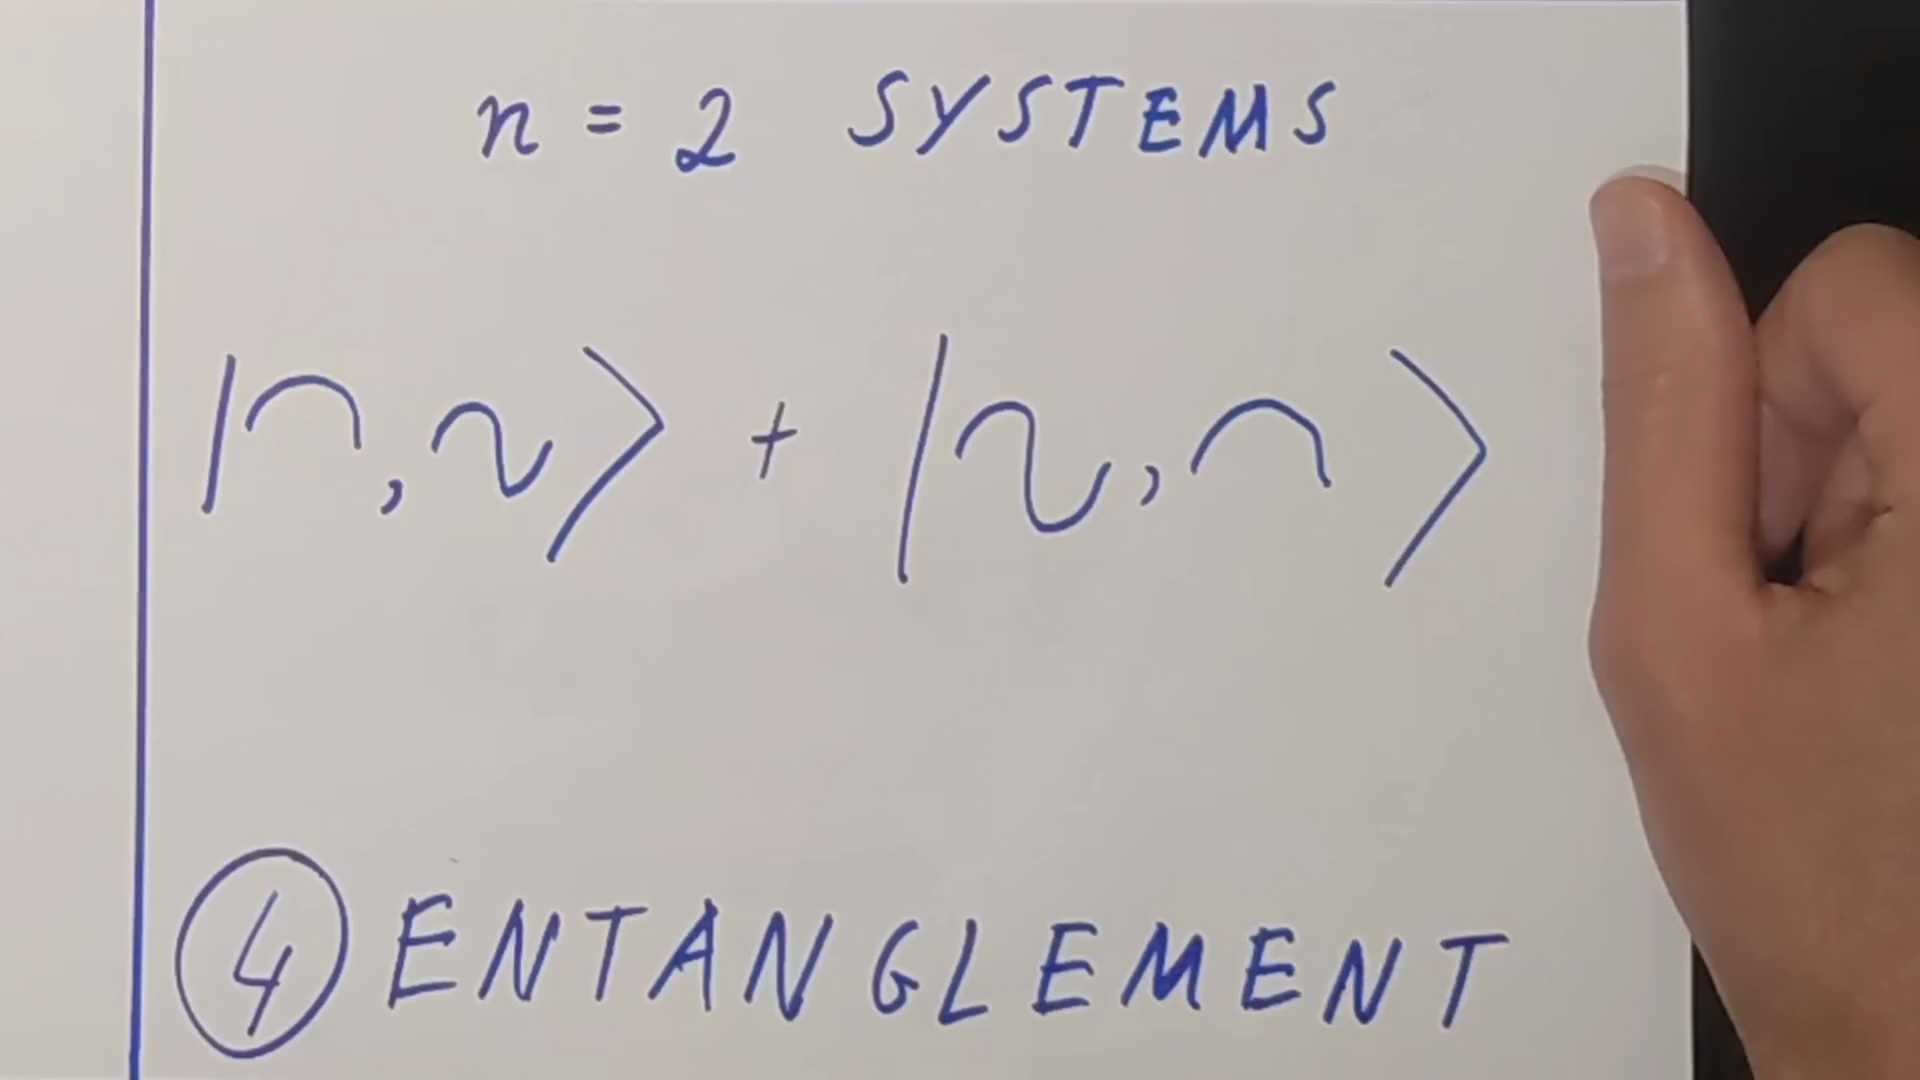 n = 2 SYSTEMS
|∩, ∿⟩ + |∿, ∩⟩
④ ENTANGLEMENT